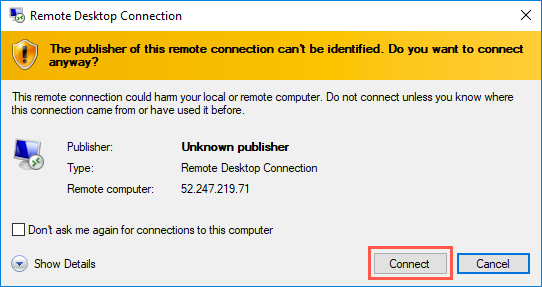 Remote Desktop Connection
The publisher of this remote connection can't be identified. Do you want to connect
anyway?
This remote connection could harm your local or remote computer. Do not connect unless you know where
this connection came from or have used it before.
Publisher: Unknown publisher
Type: Remote Desktop Connection
Remote computer: 52.247.219.71
Don't ask me again for connections to this computer
Show Details Connect Cancel